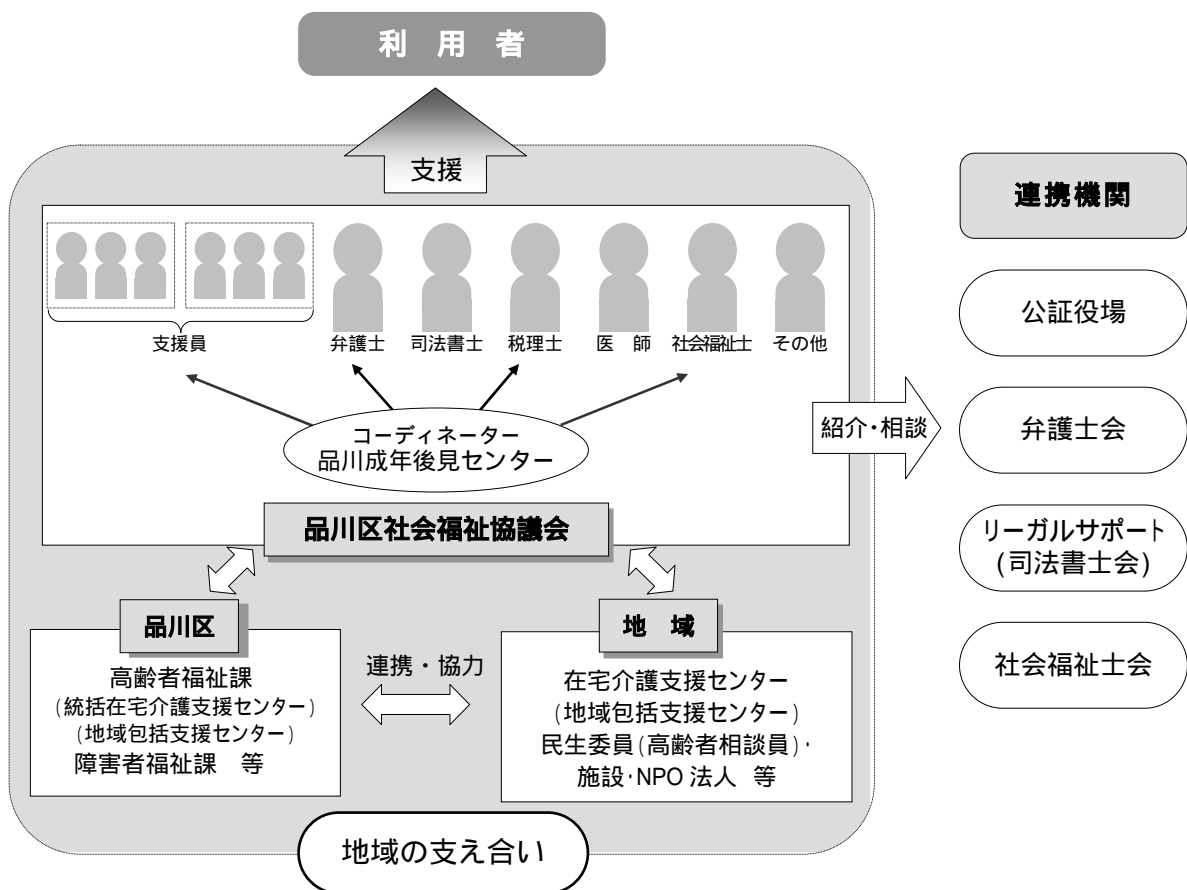 利 用 者
支援
支援員
弁護士
司法書士
税理士
医 師
社会福祉士
その他
コーディネーター
品川成年後見センター
品川区社会福祉協議会
品川区
高齢者福祉課
(統括在宅介護支援センター)
(地域包括支援センター)
障害者福祉課 等
連携・協力
地 域
在宅介護支援センター
(地域包括支援センター)
民生委員(高齢者相談員)・
施設・NPO 法人 等
地域の支え合い
紹介・相談
連携機関
公証役場
弁護士会
リーガルサポート
(司法書士会)
社会福祉士会